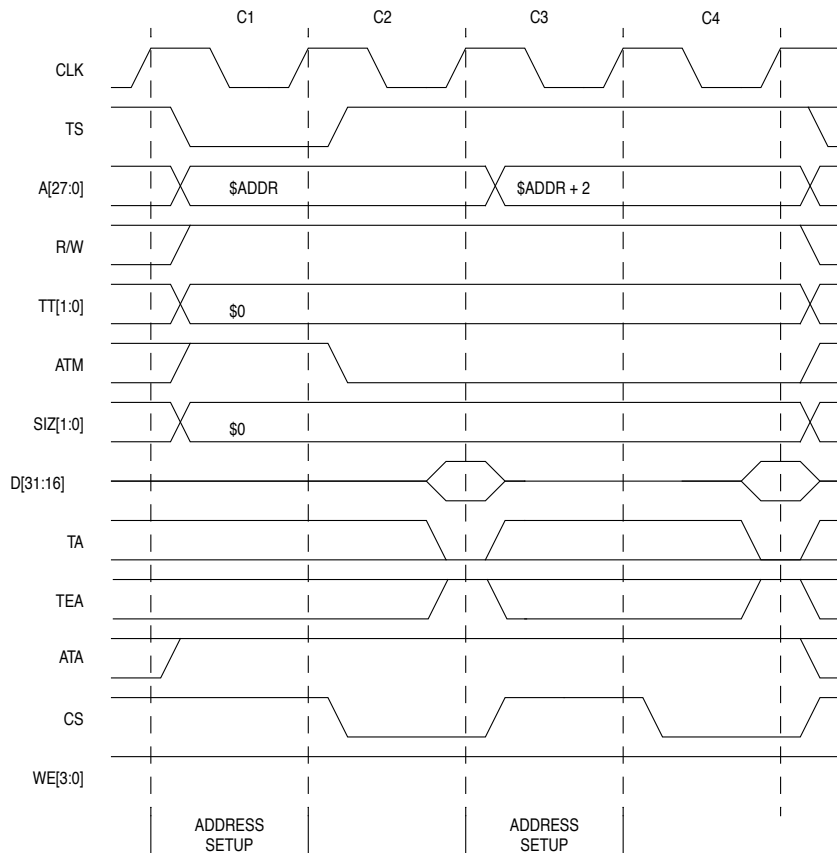 C1 C2 C3 C4
CLK
TS
A[27:0] $ADDR $ADDR + 2
R/W
TT[1:0] $0
ATM
SIZ[1:0] $0
D[31:16]
TA
TEA
ATA
CS
WE[3:0]
ADDRESS ADDRESS
SETUP SETUP